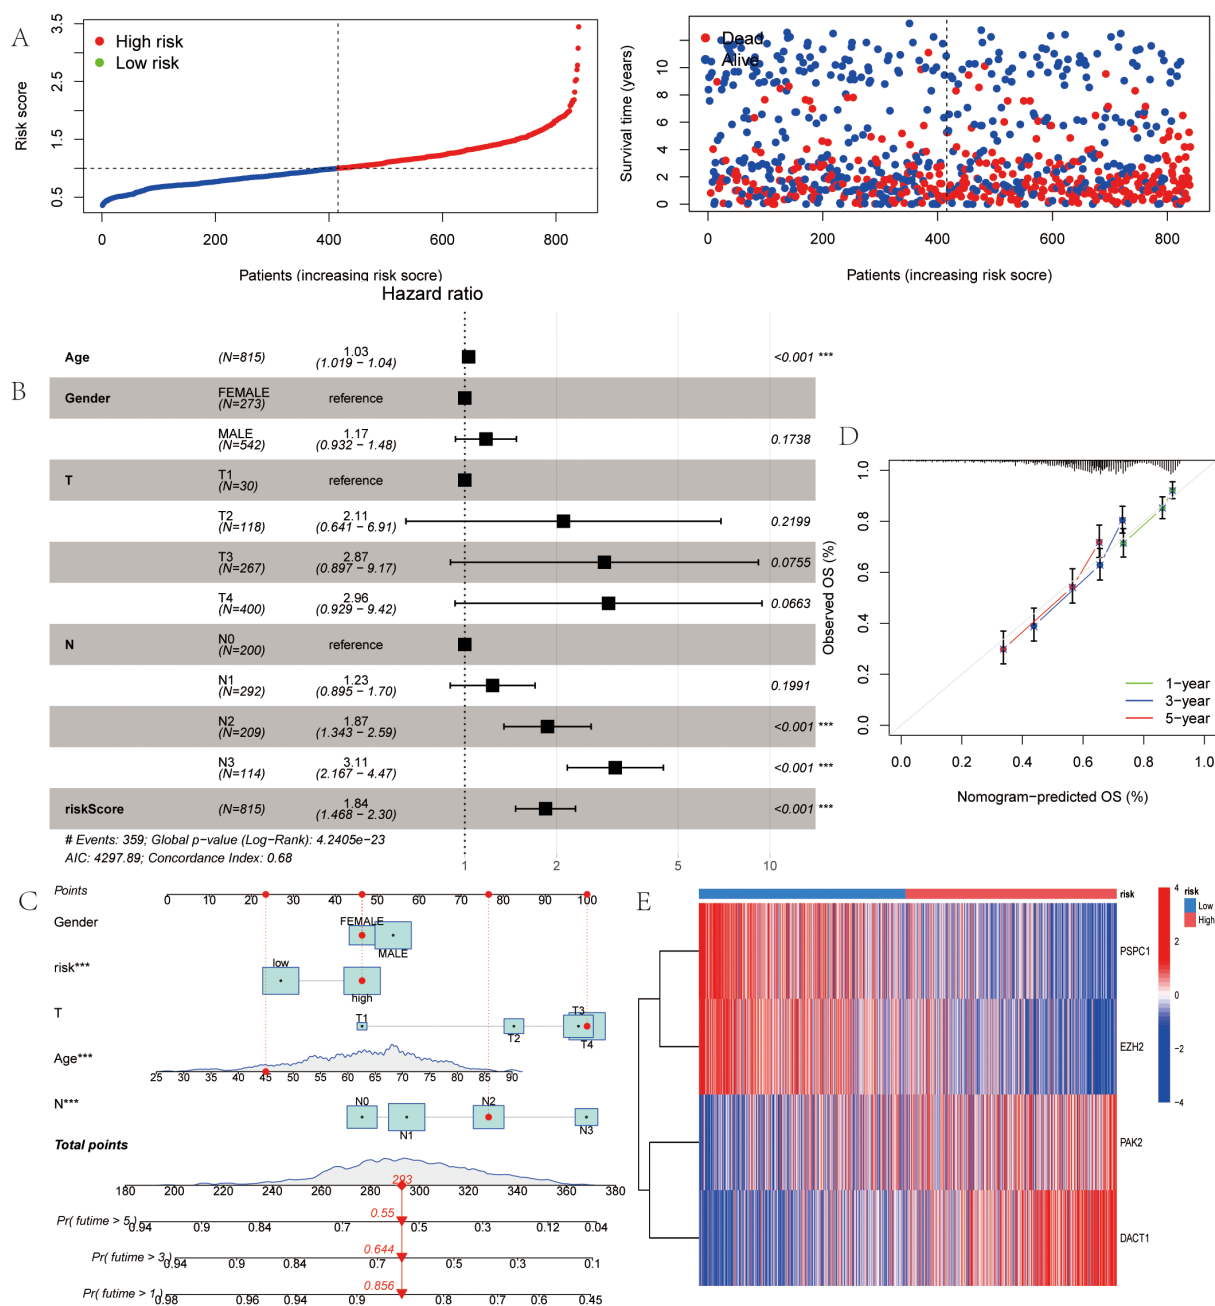 A
3.5
2.5
1.5
0.5
Risk score
High risk
Low risk
0
200
400
600
800
Patients (increasing risk socre)
Dead
Alive
10
8
6
4
2
0
Survival time (years)
0
200
400
600
800
Patients (increasing risk socre)
B
Hazard ratio
Age
(N=815)
1.03
(1.019 − 1.04)
<0.001 ***
Gender
FEMALE
(N=273)
reference
MALE
(N=542)
1.17
(0.932 − 1.48)
0.1738
T
T1
(N=30)
reference
T2
(N=118)
2.11
(0.641 − 6.91)
0.2199
T3
(N=267)
2.87
(0.897 − 9.17)
0.0755
T4
(N=400)
2.96
(0.929 − 9.42)
0.0663
N
N0
(N=200)
reference
N1
(N=292)
1.23
(0.895 − 1.70)
0.1991
N2
(N=209)
1.87
(1.343 − 2.59)
<0.001 ***
N3
(N=114)
3.11
(2.167 − 4.47)
<0.001 ***
riskScore
(N=815)
1.84
(1.468 − 2.30)
<0.001 ***
# Events: 359; Global p−value (Log−Rank): 4.2405e−23
AIC: 4297.89; Concordance Index: 0.68
1
2
5
10
D
1.0
0.8
0.6
0.4
0.2
0.0
Observed OS (%)
1−year
3−year
5−year
0.0
0.2
0.4
0.6
0.8
1.0
Nomogram−predicted OS (%)
C
Points
0 10 20 30 40 50 60 70 80 90 100
Gender
FEMALE
MALE
risk***
low
high
T
T1
T2
T3
T4
Age***
25 30 35 40 45 50 55 60 65 70 75 80 85 90
N***
N0
N1
N2
N3
Total points
293
180 200 220 240 260 280 300 320 340 360 380
0.55
Pr( futime > 5 )
0.94 0.9 0.84 0.7 0.5 0.3 0.12 0.04
0.644
Pr( futime > 3 )
0.94 0.9 0.84 0.7 0.5 0.3 0.1
0.856
Pr( futime > 1 )
0.98 0.96 0.94 0.9 0.8 0.7 0.6 0.45
E
risk
PSPC1
EZH2
PAK2
DACT1
4
2
0
−2
−4
risk
Low
High